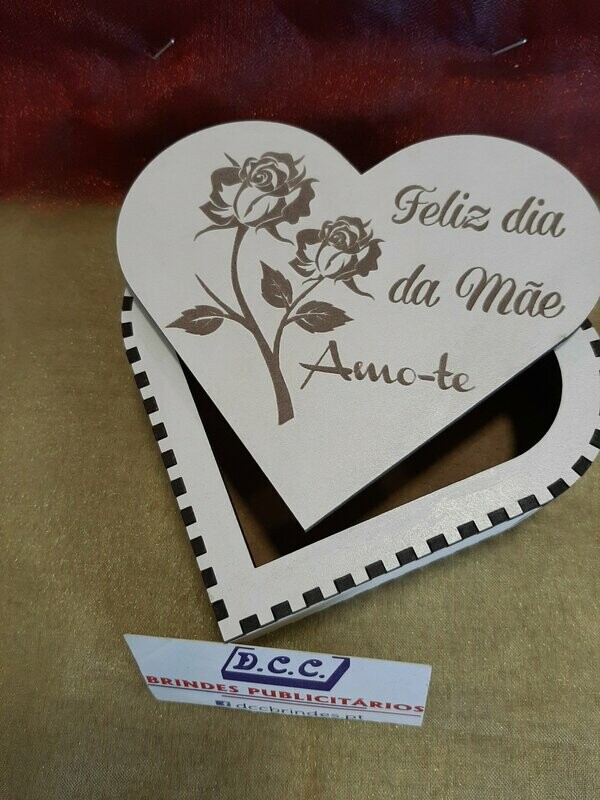 Feliz dia
da Mãe
Amo-te
D.C.C.
BRINDES PUBLICITÁRIOS
dccbrindes.pt